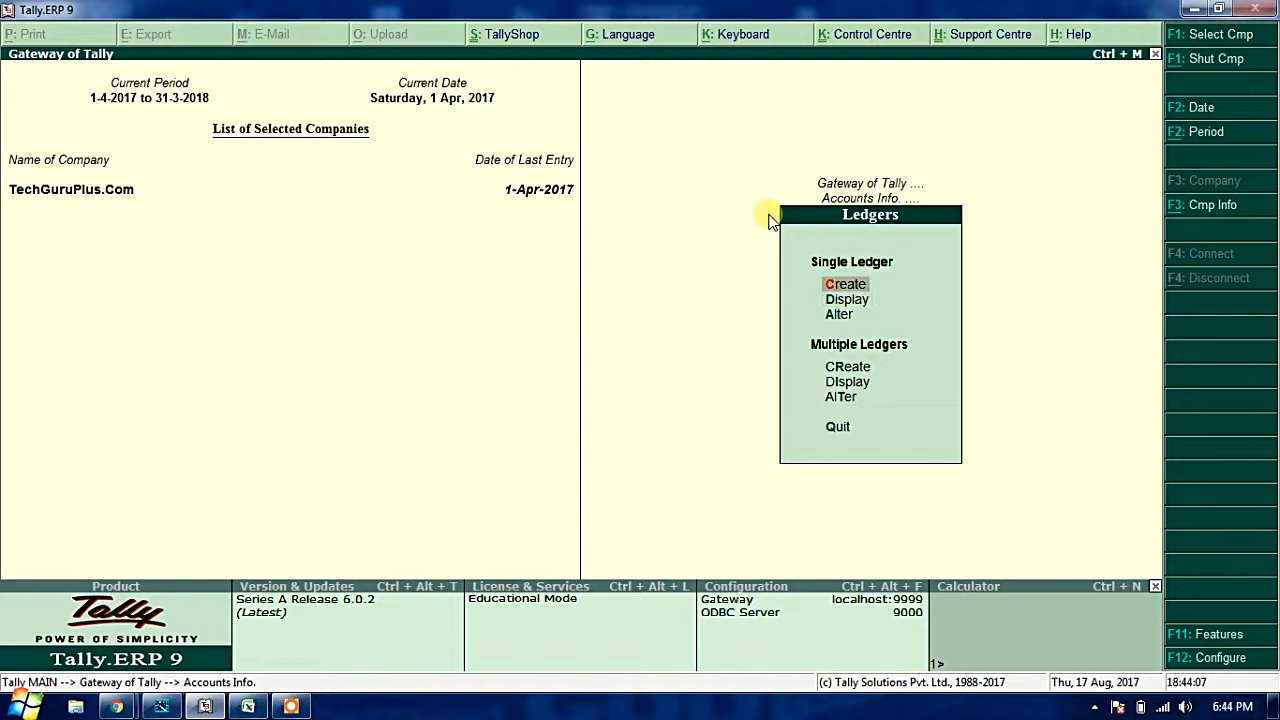 Tally.ERP 9
P: Print
E: Export
M: E-Mail
O: Upload
S: TallyShop
G: Language
K: Keyboard
K: Control Centre
H: Support Centre
H: Help
F1: Select Cmp
Gateway of Tally
Ctrl + M
F1: Shut Cmp
Current Period
1-4-2017 to 31-3-2018
Current Date
Saturday, 1 Apr, 2017
List of Selected Companies
Name of Company
Date of Last Entry
TechGuruPlus.Com
1-Apr-2017
Gateway of Tally ....
Accounts Info. ....
Ledgers
Single Ledger
Create
Display
Alter
Multiple Ledgers
CReate
DIsplay
AlTer
Quit
F2: Date
F2: Period
F3: Company
F3: Cmp Info
F4: Connect
F4: Disconnect
F11: Features
F12: Configure
Product
Tally
POWER OF SIMPLICITY
Tally.ERP 9
Version & Updates
Ctrl + Alt + T
Series A Release 6.0.2
(Latest)
License & Services
Ctrl + Alt + L
Educational Mode
Configuration
Ctrl + Alt + F
Gateway
localhost:9999
ODBC Server
9000
Calculator
Ctrl + N
1>
Tally MAIN --> Gateway of Tally --> Accounts Info.
(c) Tally Solutions Pvt. Ltd., 1988-2017
Thu, 17 Aug, 2017
18:44:07
6:44 PM